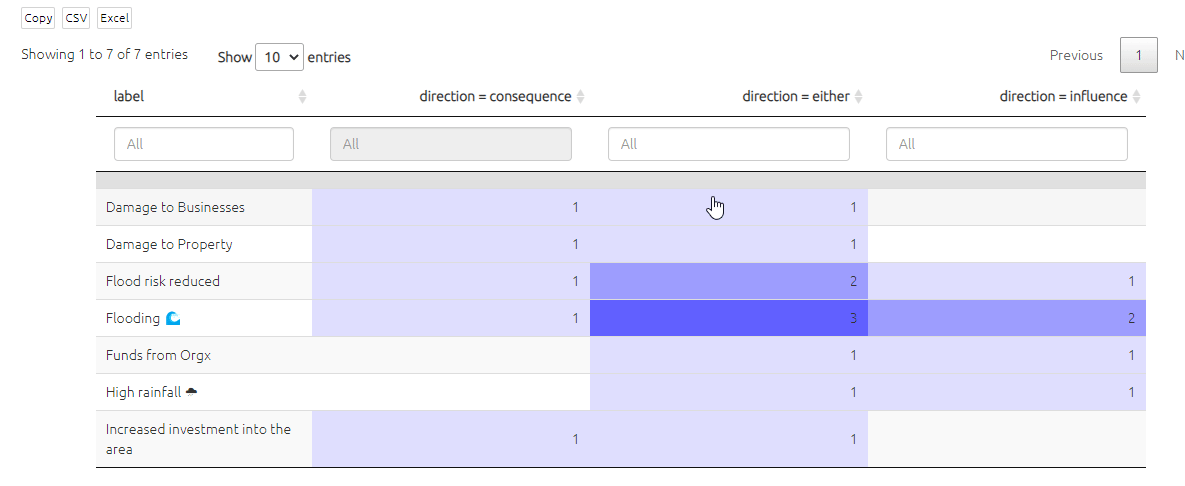 Copy CSV Excel
Showing 1 to 7 of 7 entries Show 10 entries Previous 1 N
label direction = consequence direction = either direction = influence
All All All All
Damage to Businesses 1 1
Damage to Property 1 1
Flood risk reduced 1 2 1
Flooding 🌊 1 3 2
Funds from Orgx 1 1
High rainfall 🌧 1 1
Increased investment into the
area 1 1